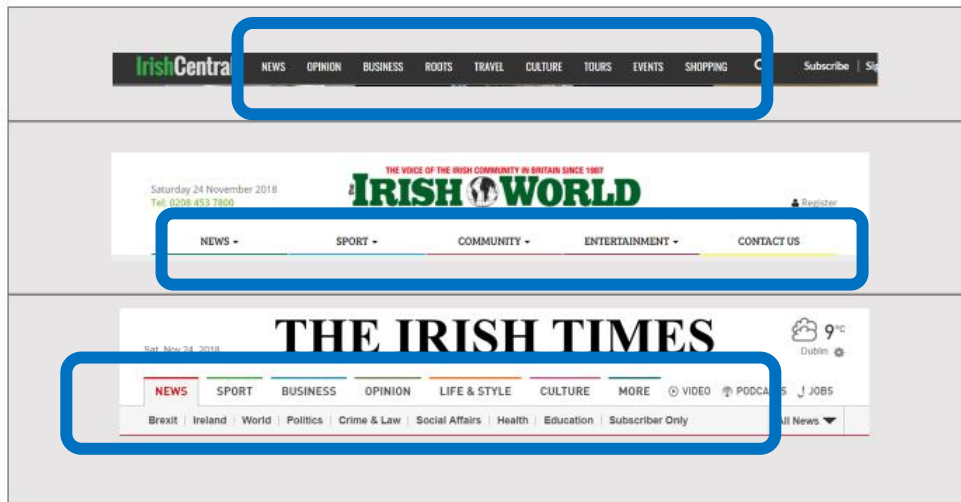 IrishCentral NEWS OPINION BUSINESS ROOTS TRAVEL CULTURE TOURS EVENTS SHOPPING Subscribe
THE VOICE OF THE IRISH COMMUNITY IN BRITAIN SINCE 1987
Saturday 24 November 2018
THE IRISH WORLD
Tel: 0208 453 7800
Register
NEWS SPORT COMMUNITY ENTERTAINMENT CONTACT US
THE IRISH TIMES
9°C
Sat, Nov 24, 2018
Dublin
NEWS SPORT BUSINESS OPINION LIFE & STYLE CULTURE MORE VIDEO PODCASTS JOBS
Brexit Ireland World Politics Crime & Law Social Affairs Health Education Subscriber Only All News